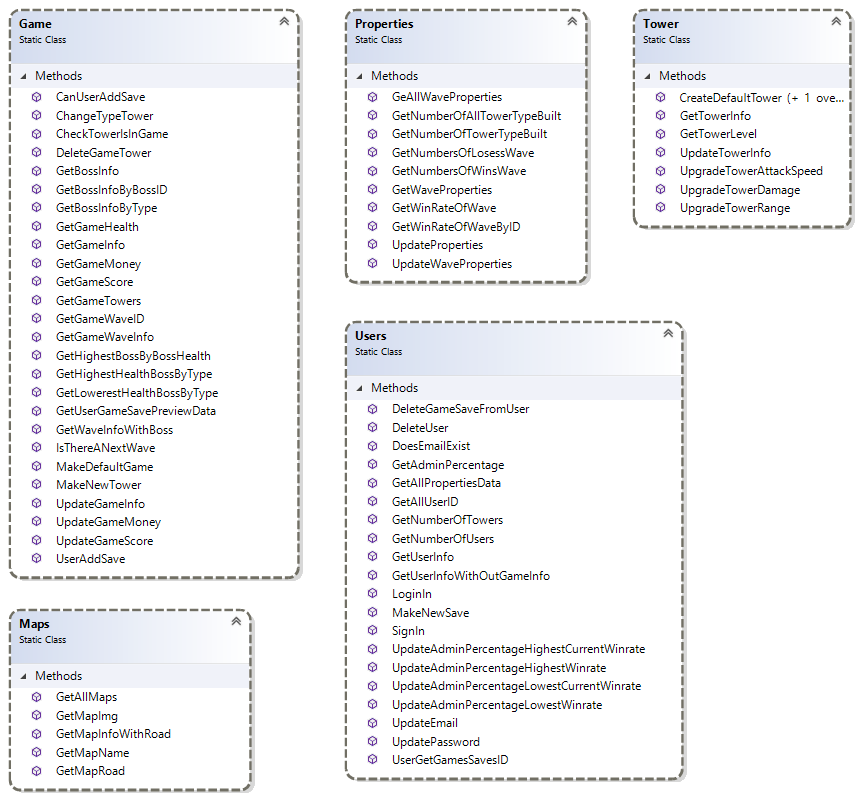 Game
Static Class
Methods
CanUserAddSave
ChangeTypeTower
CheckTowerIsInGame
DeleteGameTower
GetBossInfo
GetBossInfoByBossID
GetBossInfoByType
GetGameHealth
GetGameInfo
GetGameMoney
GetGameScore
GetGameTowers
GetGameWaveID
GetGameWaveInfo
GetHighestBossByBossHealth
GetHighestHealthBossByType
GetLowerestHealthBossByType
GetUserGameSavePreviewData
GetWaveInfoWithBoss
IsThereANextWave
MakeDefaultGame
MakeNewTower
UpdateGameInfo
UpdateGameMoney
UpdateGameScore
UserAddSave
Maps
Static Class
Methods
GetAllMaps
GetMapImg
GetMapInfoWithRoad
GetMapName
GetMapRoad
Properties
Static Class
Methods
GeAllWaveProperties
GetNumberOfAllTowerTypeBuilt
GetNumberOfTowerTypeBuilt
GetNumbersOfLosessWave
GetNumbersOfWinsWave
GetWaveProperties
GetWinRateOfWave
GetWinRateOfWaveByID
UpdateProperties
UpdateWaveProperties
Users
Static Class
Methods
DeleteGameSaveFromUser
DeleteUser
DoesEmailExist
GetAdminPercentage
GetAllPropertiesData
GetAllUserID
GetNumberOfTowers
GetNumberOfUsers
GetUserInfo
GetUserInfoWithOutGameInfo
LoginIn
MakeNewSave
SignIn
UpdateAdminPercentageHighestCurrentWinrate
UpdateAdminPercentageHighestWinrate
UpdateAdminPercentageLowestCurrentWinrate
UpdateAdminPercentageLowestWinrate
UpdateEmail
UpdatePassword
UserGetGamesSavesID
Tower
Static Class
Methods
CreateDefaultTower (+ 1 ove...
GetTowerInfo
GetTowerLevel
UpdateTowerInfo
UpgradeTowerAttackSpeed
UpgradeTowerDamage
UpgradeTowerRange